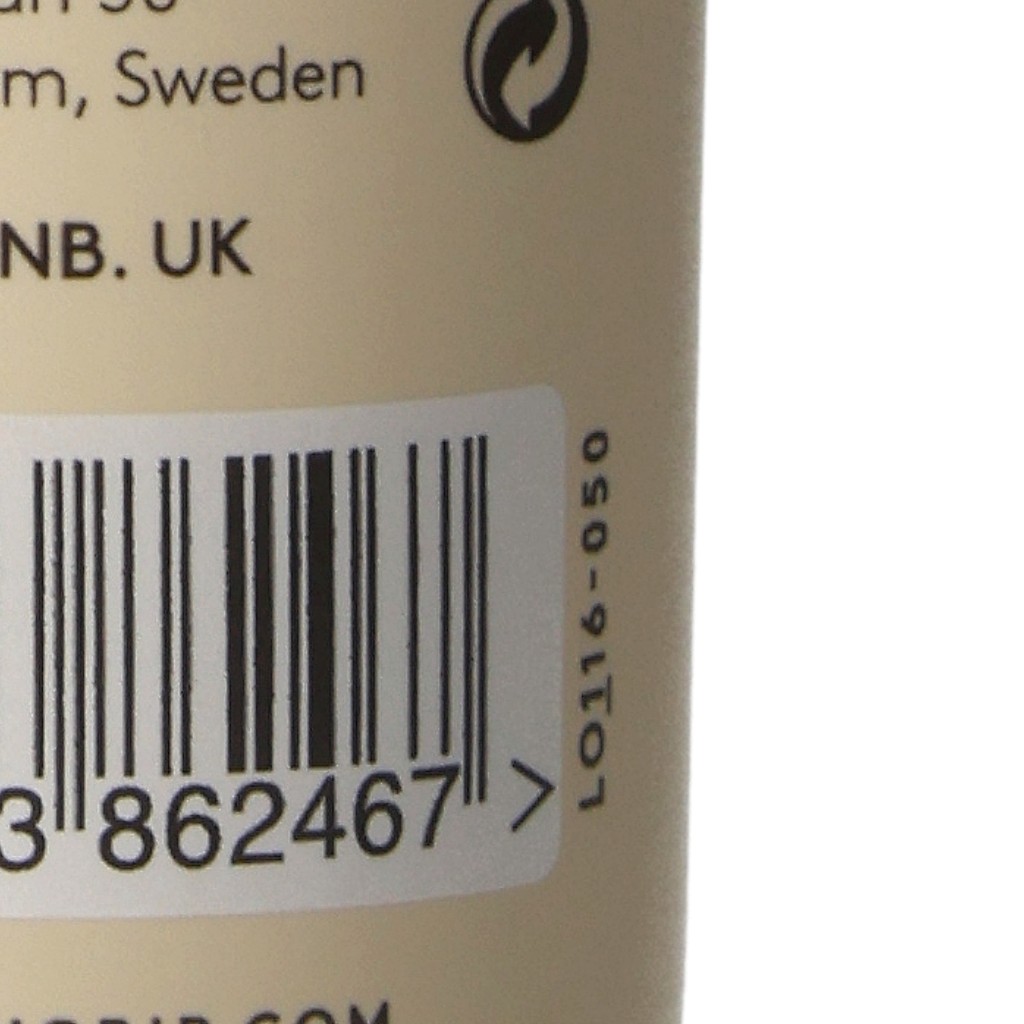 m, Sweden
NB. UK
3 862467 >
LO116-050